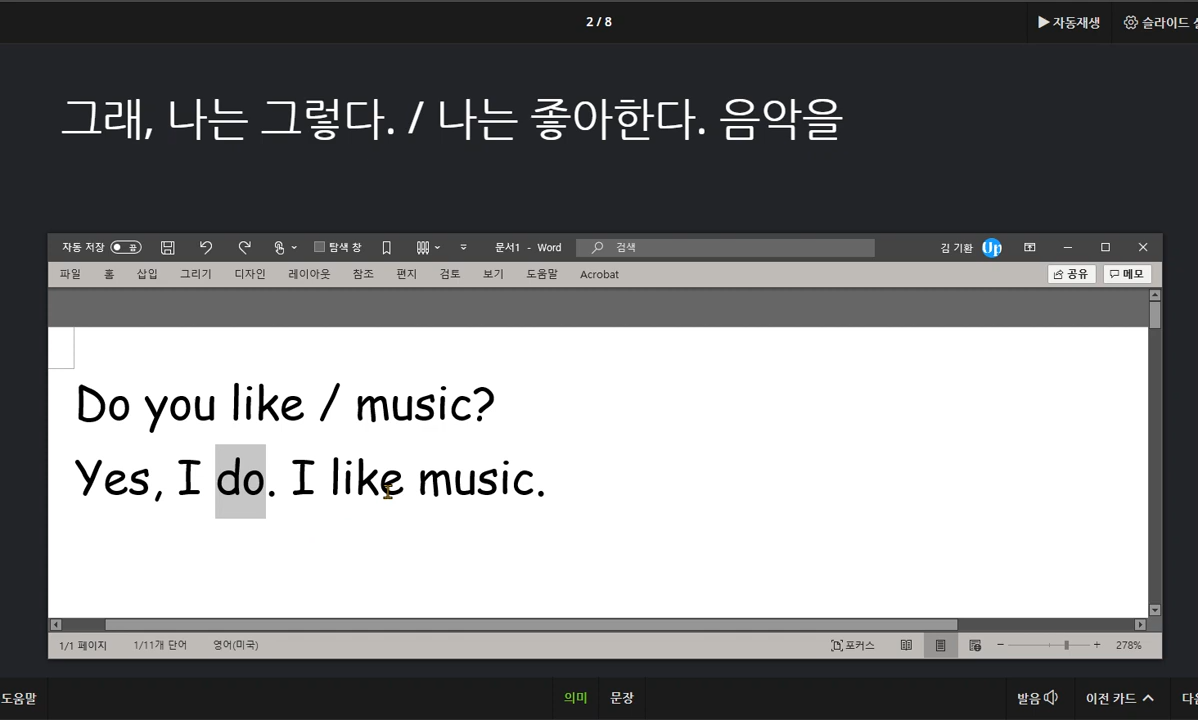 2 / 8
▶ 자동재생
슬라이드
그래, 나는 그렇다. / 나는 좋아한다. 음악을
자동 저장
탐색 창
문서1 - Word
검색
김 기환
Up
파일 홈 삽입 그리기 디자인 레이아웃 참조 편지 검토 보기 도움말 Acrobat
공유
메모
Do you like / music?
Yes, I do. I like music.
1/1 페이지 1/11개 단어 영어(미국)
포커스
278%
도움말
의미 문장
발음
이전 카드